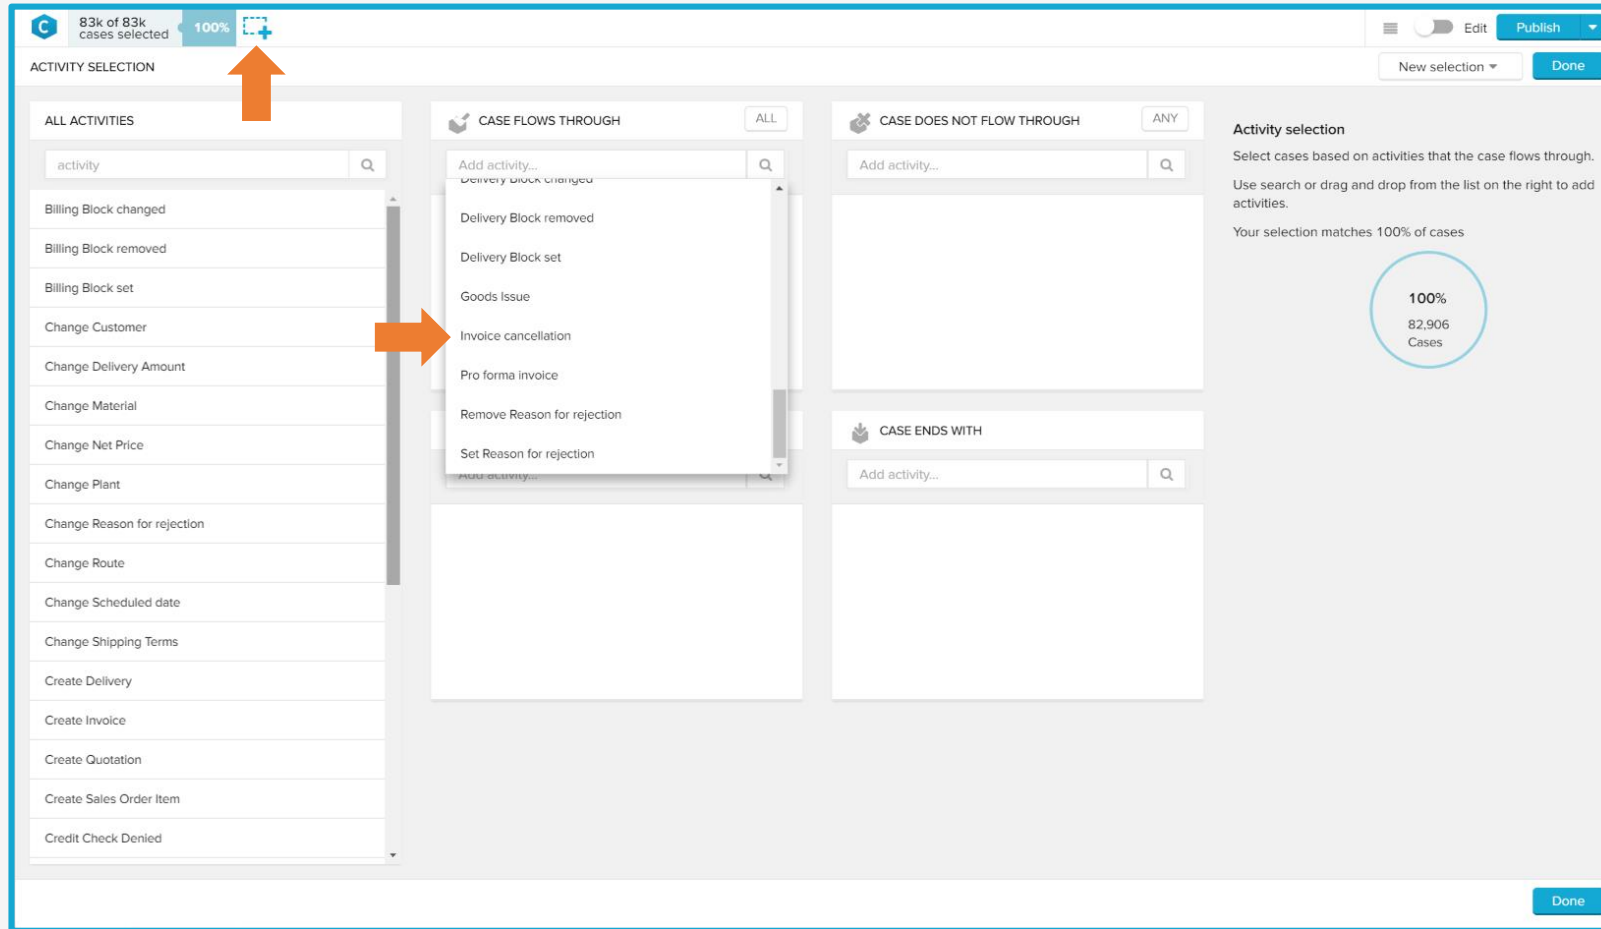 C
83k of 83k
cases selected
100%
Edit
Publish
ACTIVITY SELECTION
New selection
Done
ALL ACTIVITIES
activity
Billing Block changed
Billing Block removed
Billing Block set
Change Customer
Change Delivery Amount
Change Material
Change Net Price
Change Plant
Change Reason for rejection
Change Route
Change Scheduled date
Change Shipping Terms
Create Delivery
Create Invoice
Create Quotation
Create Sales Order Item
Credit Check Denied
CASE FLOWS THROUGH
ALL
Add activity...
Delivery Block changed
Delivery Block removed
Delivery Block set
Goods Issue
Invoice cancellation
Pro forma invoice
Remove Reason for rejection
Set Reason for rejection
Add activity...
CASE DOES NOT FLOW THROUGH
ANY
Add activity...
CASE ENDS WITH
Add activity...
Activity selection
Select cases based on activities that the case flows through.
Use search or drag and drop from the list on the right to add
activities.
Your selection matches 100% of cases
100%
82,906
Cases
Done